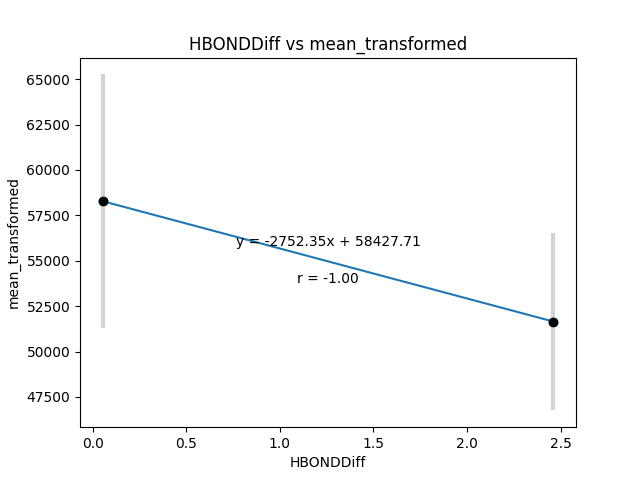 HBONDDiff vs mean_transformed
65000
62500
60000
57500
55000
52500
50000
47500
mean_transformed
y = -2752.35x + 58427.71
r = -1.00
0.0 0.5 1.0 1.5 2.0 2.5
HBONDDiff